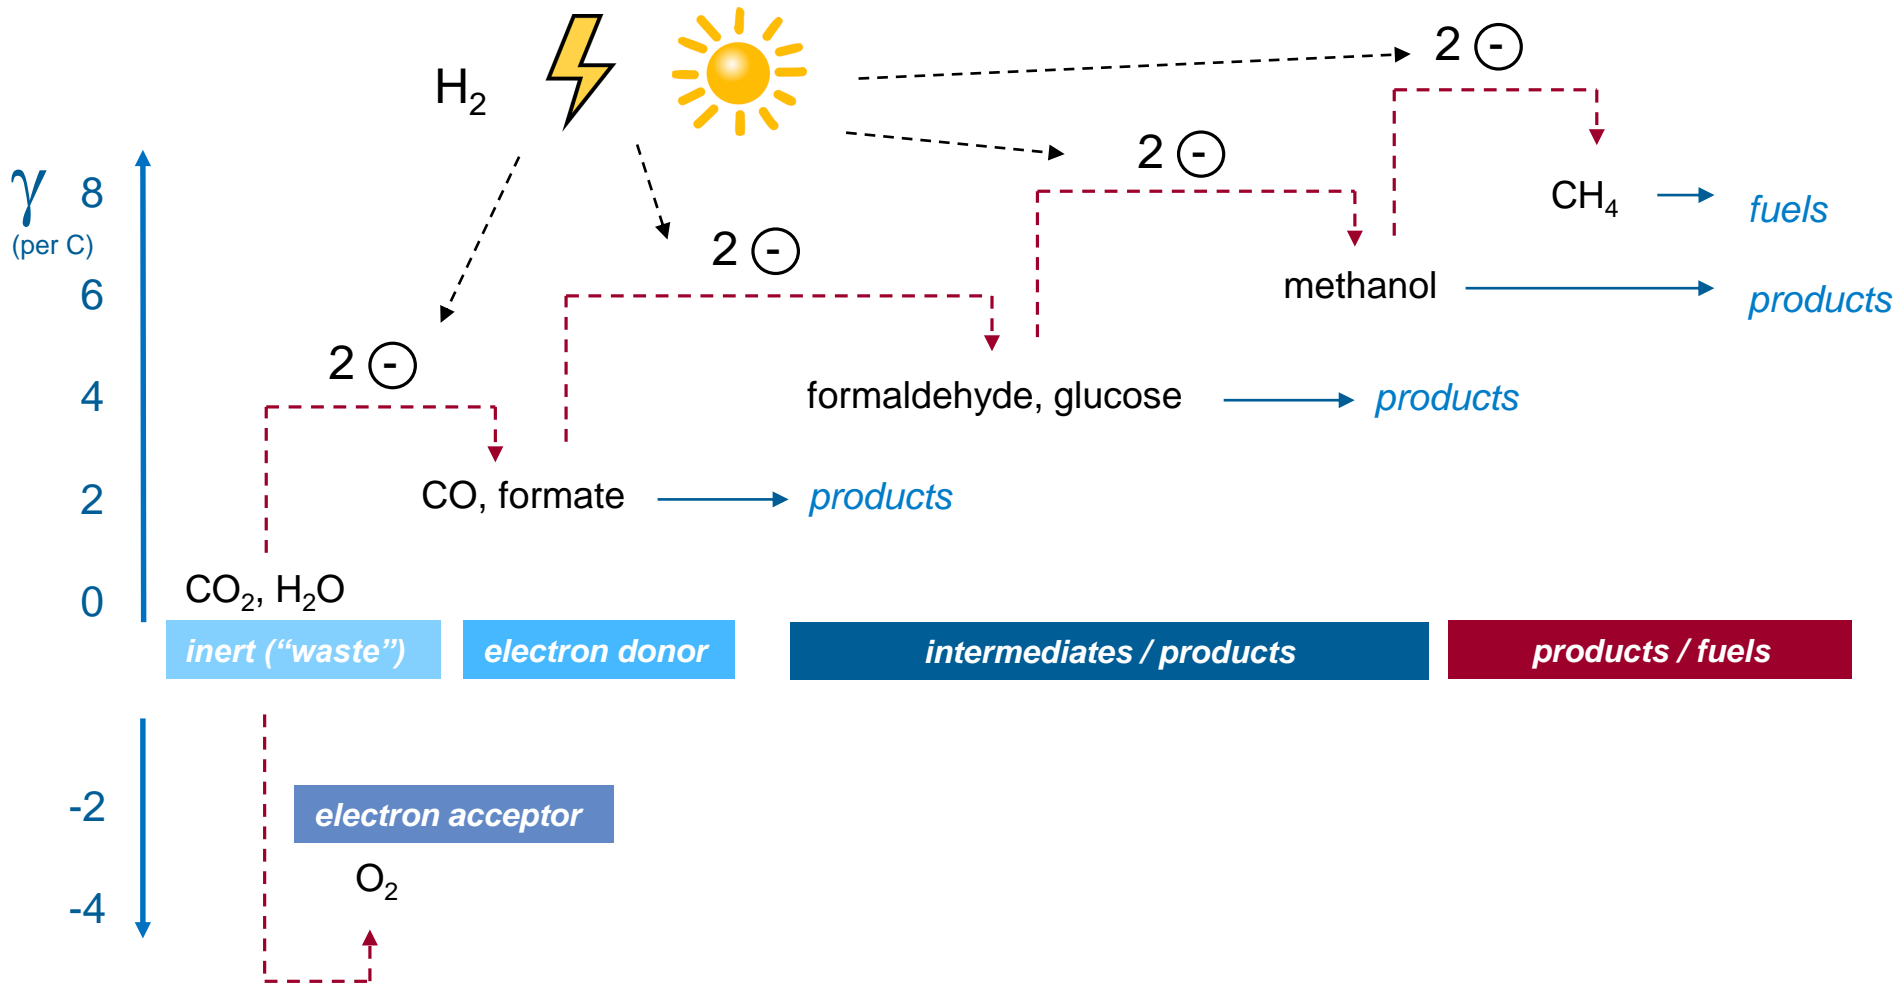 2 -
H2
2 -
γ
8
CH4
fuels
(per C)
2 -
6
methanol
products
2 -
4
formaldehyde, glucose
products
2
CO, formate
products
0
CO2, H2O
inert (“waste”)
electron donor
intermediates / products
products / fuels
-2
electron acceptor
O2
-4